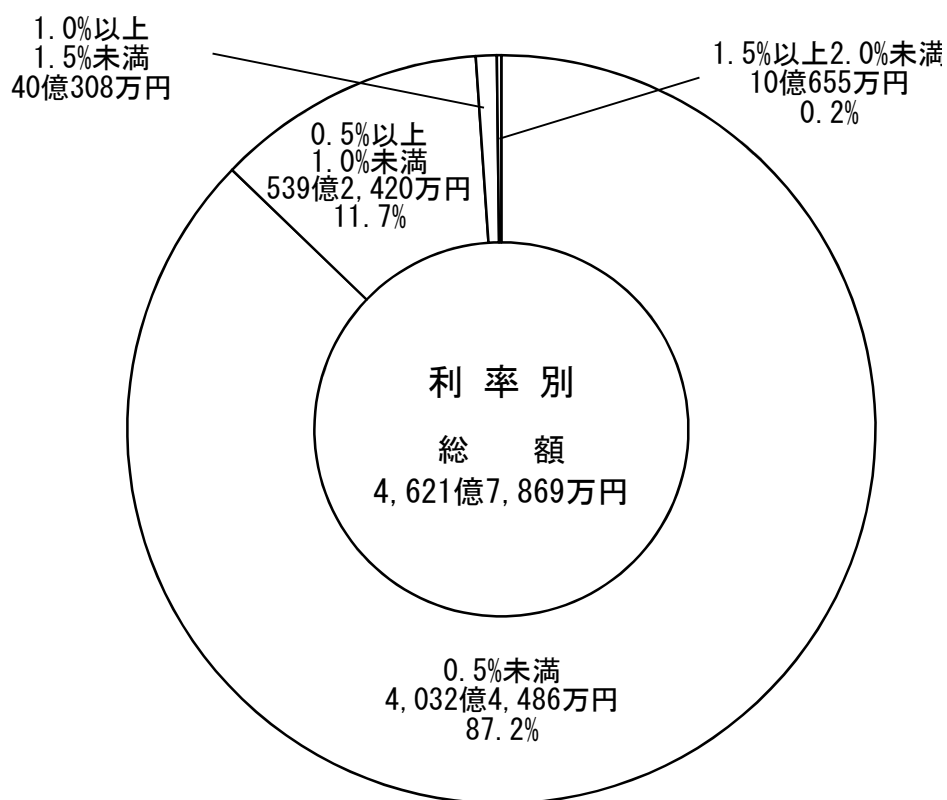 1.0%以上
1.5%未満
40億308万円
1.5%以上2.0%未満
10億655万円
0.2%
0.5%以上
1.0%未満
539億2,420万円
11.7%
利 率 別
総　　額
4,621億7,869万円
0.5%未満
4,032億4,486万円
87.2%